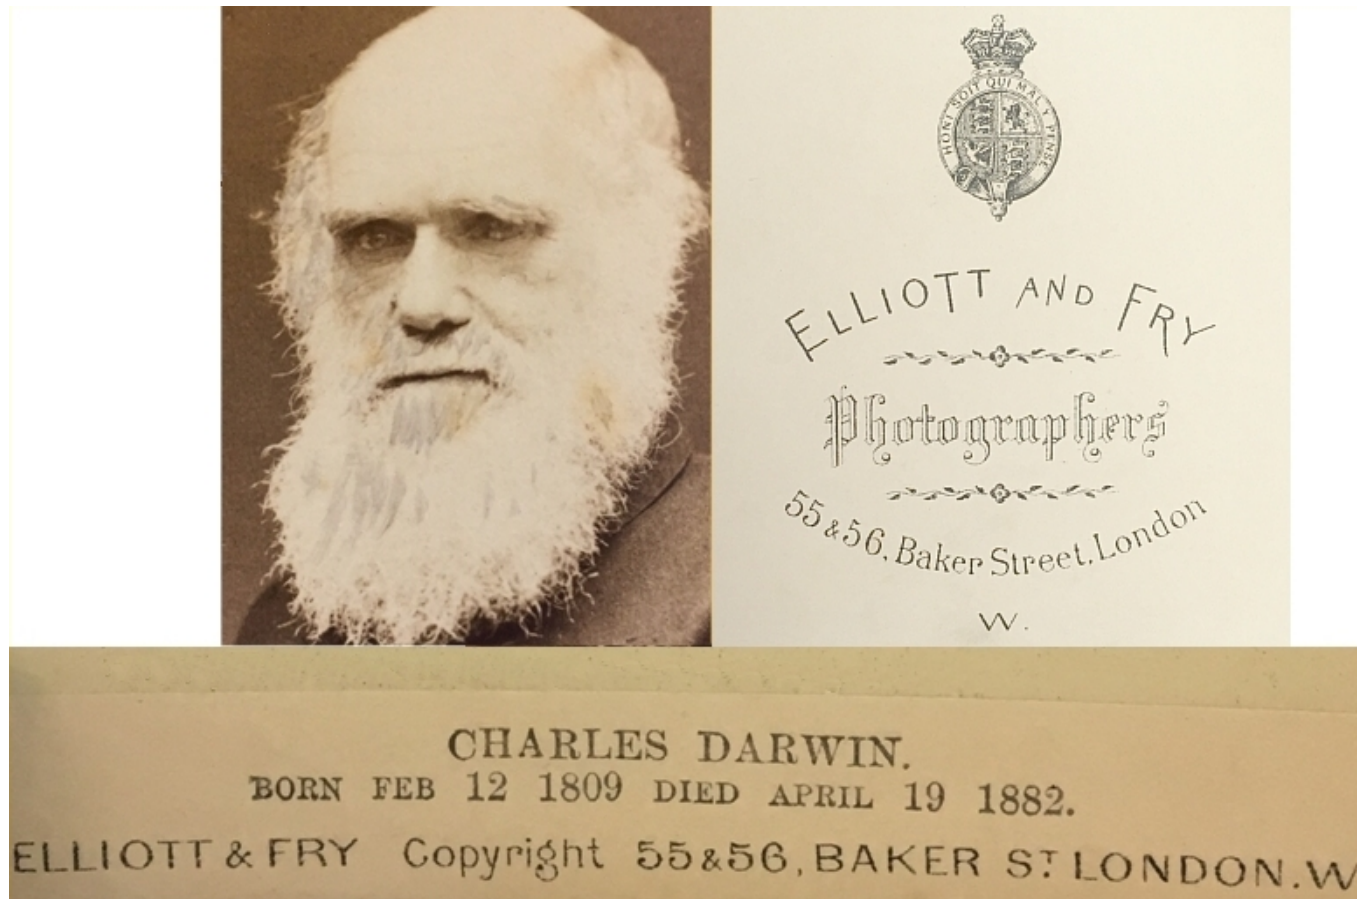 HONI SOIT QUI MAL Y PENSE
ELLIOTT AND FRY
Photographers
55 & 56, Baker Street, London
W.
CHARLES DARWIN.
BORN FEB 12 1809 DIED APRIL 19 1882.
ELLIOTT & FRY Copyright 55 & 56, BAKER ST LONDON. W